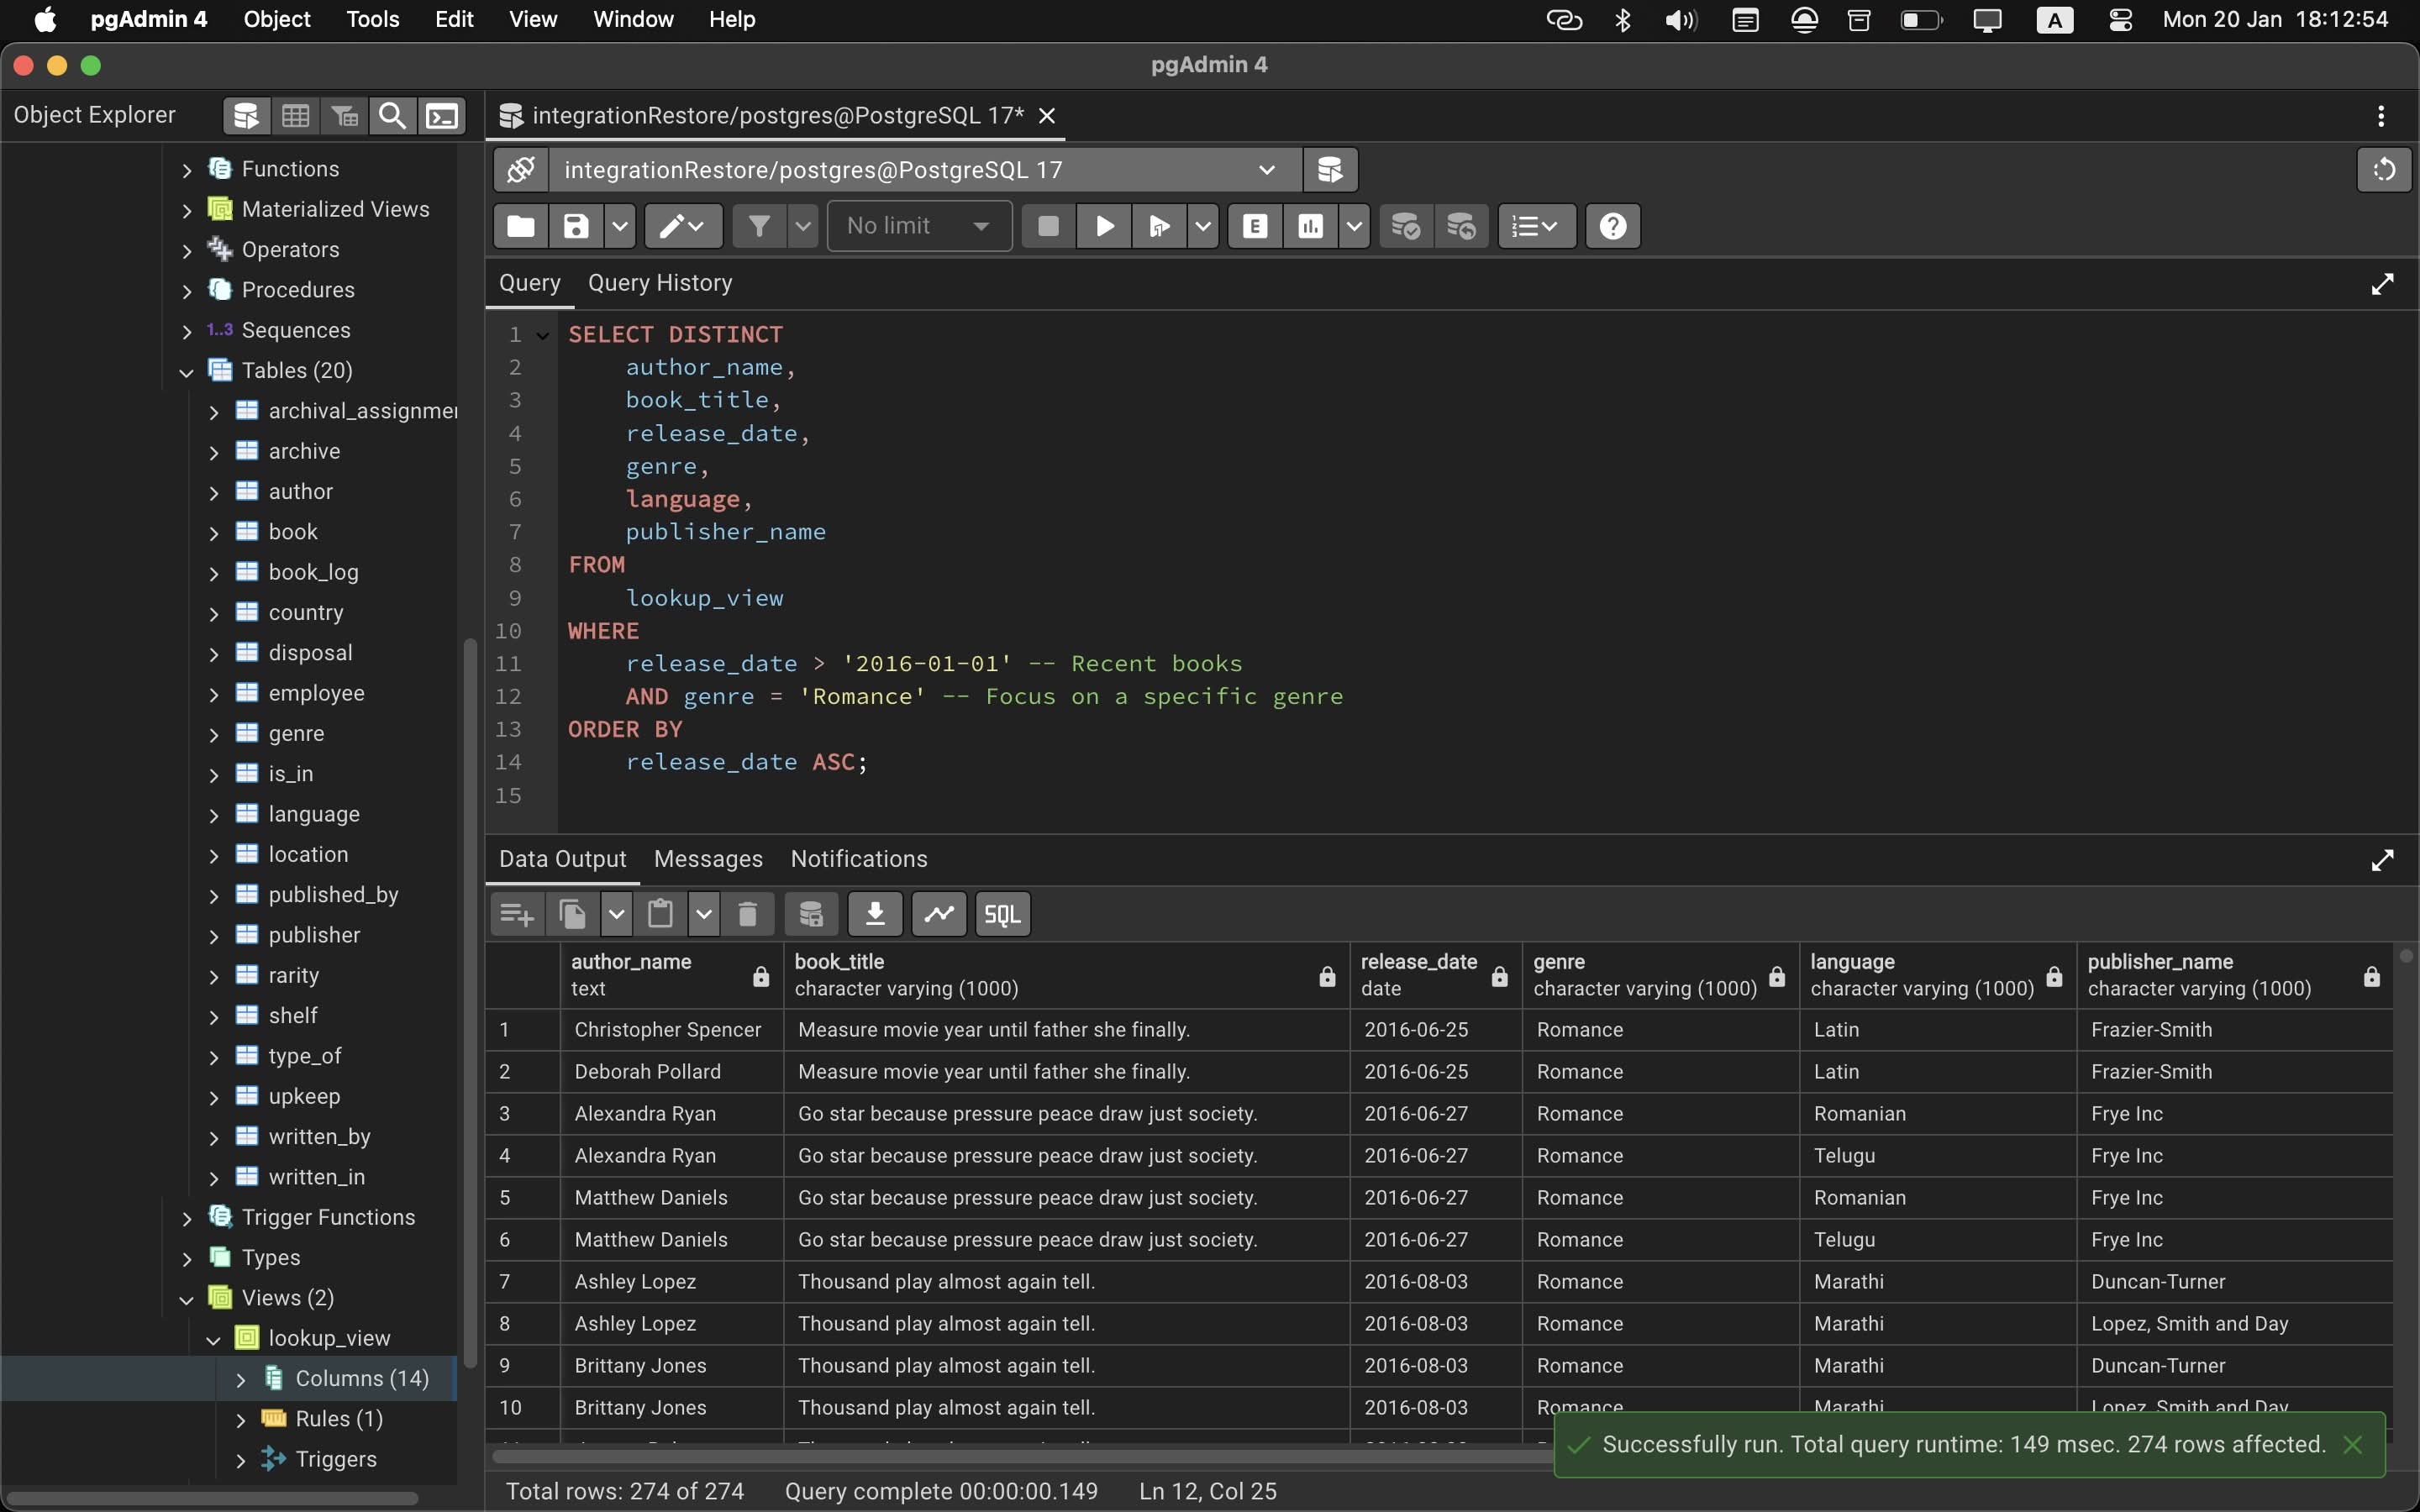 pgAdmin 4 Object Tools Edit View Window Help A Mon 20 Jan 18:12:54
pgAdmin 4
Object Explorer
Functions
Materialized Views
Operators
Procedures
1..3 Sequences
Tables (20)
archival_assignmen
archive
author
book
book_log
country
disposal
employee
genre
is_in
language
location
published_by
publisher
rarity
shelf
type_of
upkeep
written_by
written_in
Trigger Functions
Types
Views (2)
lookup_view
Columns (14)
Rules (1)
Triggers
integrationRestore/postgres@PostgreSQL 17*
integrationRestore/postgres@PostgreSQL 17
No limit E
Query Query History
1 SELECT DISTINCT
2 author_name,
3 book_title,
4 release_date,
5 genre,
6 language,
7 publisher_name
8 FROM
9 lookup_view
10 WHERE
11 release_date > '2016-01-01' -- Recent books
12 AND genre = 'Romance' -- Focus on a specific genre
13 ORDER BY
14 release_date ASC;
15
Data Output Messages Notifications
SQL
author_name book_title release_date genre language publisher_name
text character varying (1000) date character varying (1000) character varying (1000) character varying (1000)
1 Christopher Spencer Measure movie year until father she finally. 2016-06-25 Romance Latin Frazier-Smith
2 Deborah Pollard Measure movie year until father she finally. 2016-06-25 Romance Latin Frazier-Smith
3 Alexandra Ryan Go star because pressure peace draw just society. 2016-06-27 Romance Romanian Frye Inc
4 Alexandra Ryan Go star because pressure peace draw just society. 2016-06-27 Romance Telugu Frye Inc
5 Matthew Daniels Go star because pressure peace draw just society. 2016-06-27 Romance Romanian Frye Inc
6 Matthew Daniels Go star because pressure peace draw just society. 2016-06-27 Romance Telugu Frye Inc
7 Ashley Lopez Thousand play almost again tell. 2016-08-03 Romance Marathi Duncan-Turner
8 Ashley Lopez Thousand play almost again tell. 2016-08-03 Romance Marathi Lopez, Smith and Day
9 Brittany Jones Thousand play almost again tell. 2016-08-03 Romance Marathi Duncan-Turner
10 Brittany Jones Thousand play almost again tell. 2016-08-03 Romance Marathi Lopez, Smith and Day
Successfully run. Total query runtime: 149 msec. 274 rows affected.
Total rows: 274 of 274 Query complete 00:00:00.149 Ln 12, Col 25